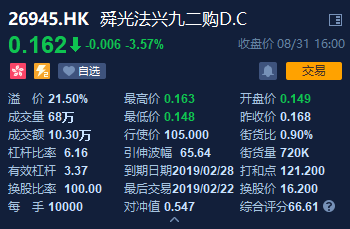 26945.HK 舜光法兴九二购D.C
0.162 -0.006 -3.57% 收盘价 08/31 16:00
自选 交易
溢 价 21.50% 最高价 0.163 开盘价 0.149
成交量 68万 最低价 0.148 昨收价 0.168
成交额 10.30万 行使价 105.000 街货比 0.90%
杠杆比率 6.16 引伸波幅 65.64 街货量 720K
有效杠杆 3.37 到期日期 2019/02/28 打和点 121.200
换股比率 100.00 最后交易 2019/02/22 换股价 16.200
每 手 10000 对冲值 0.547 综合评分 66.61